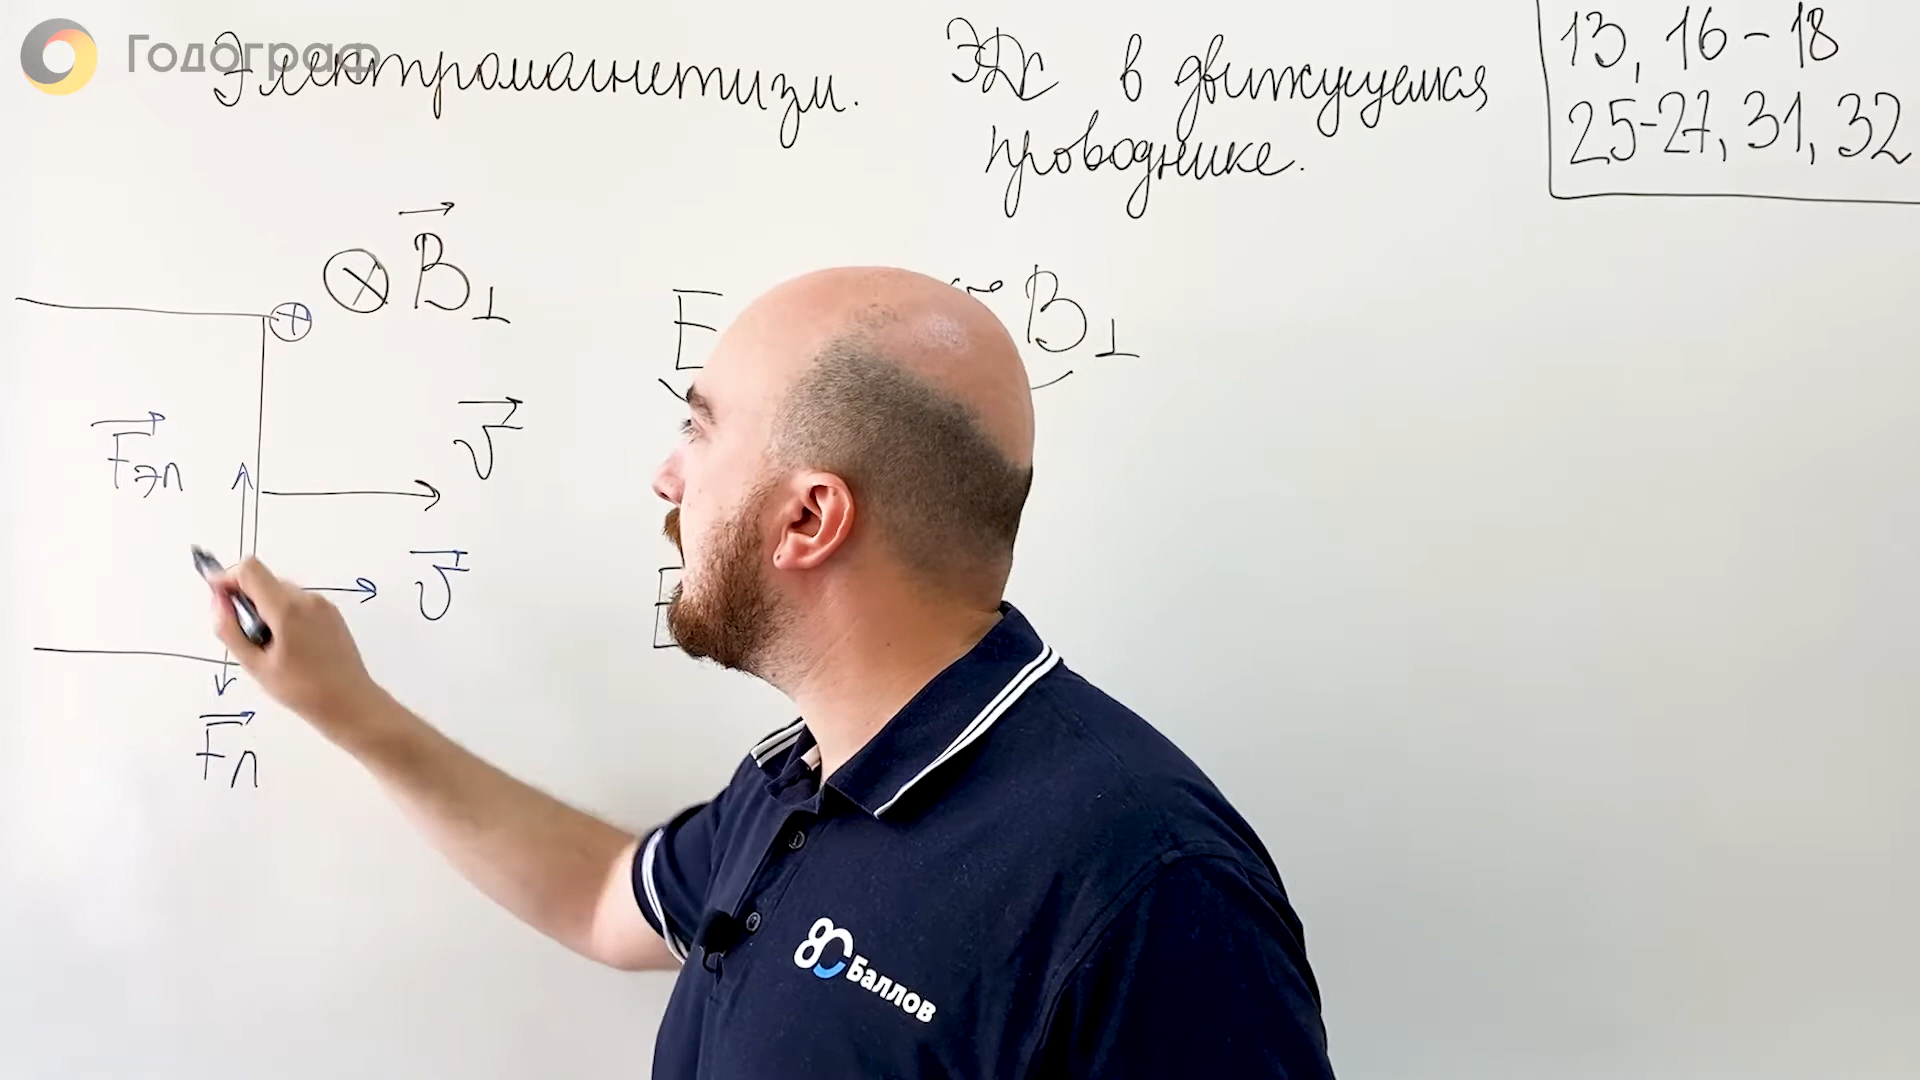 Годограф
Электромагнетизм.
ЭДС в движущемся
проводнике.
13, 16 - 18
25-27, 31, 32
B⊥
E
B⊥
Fэл
v
v
Fл
80 Баллов